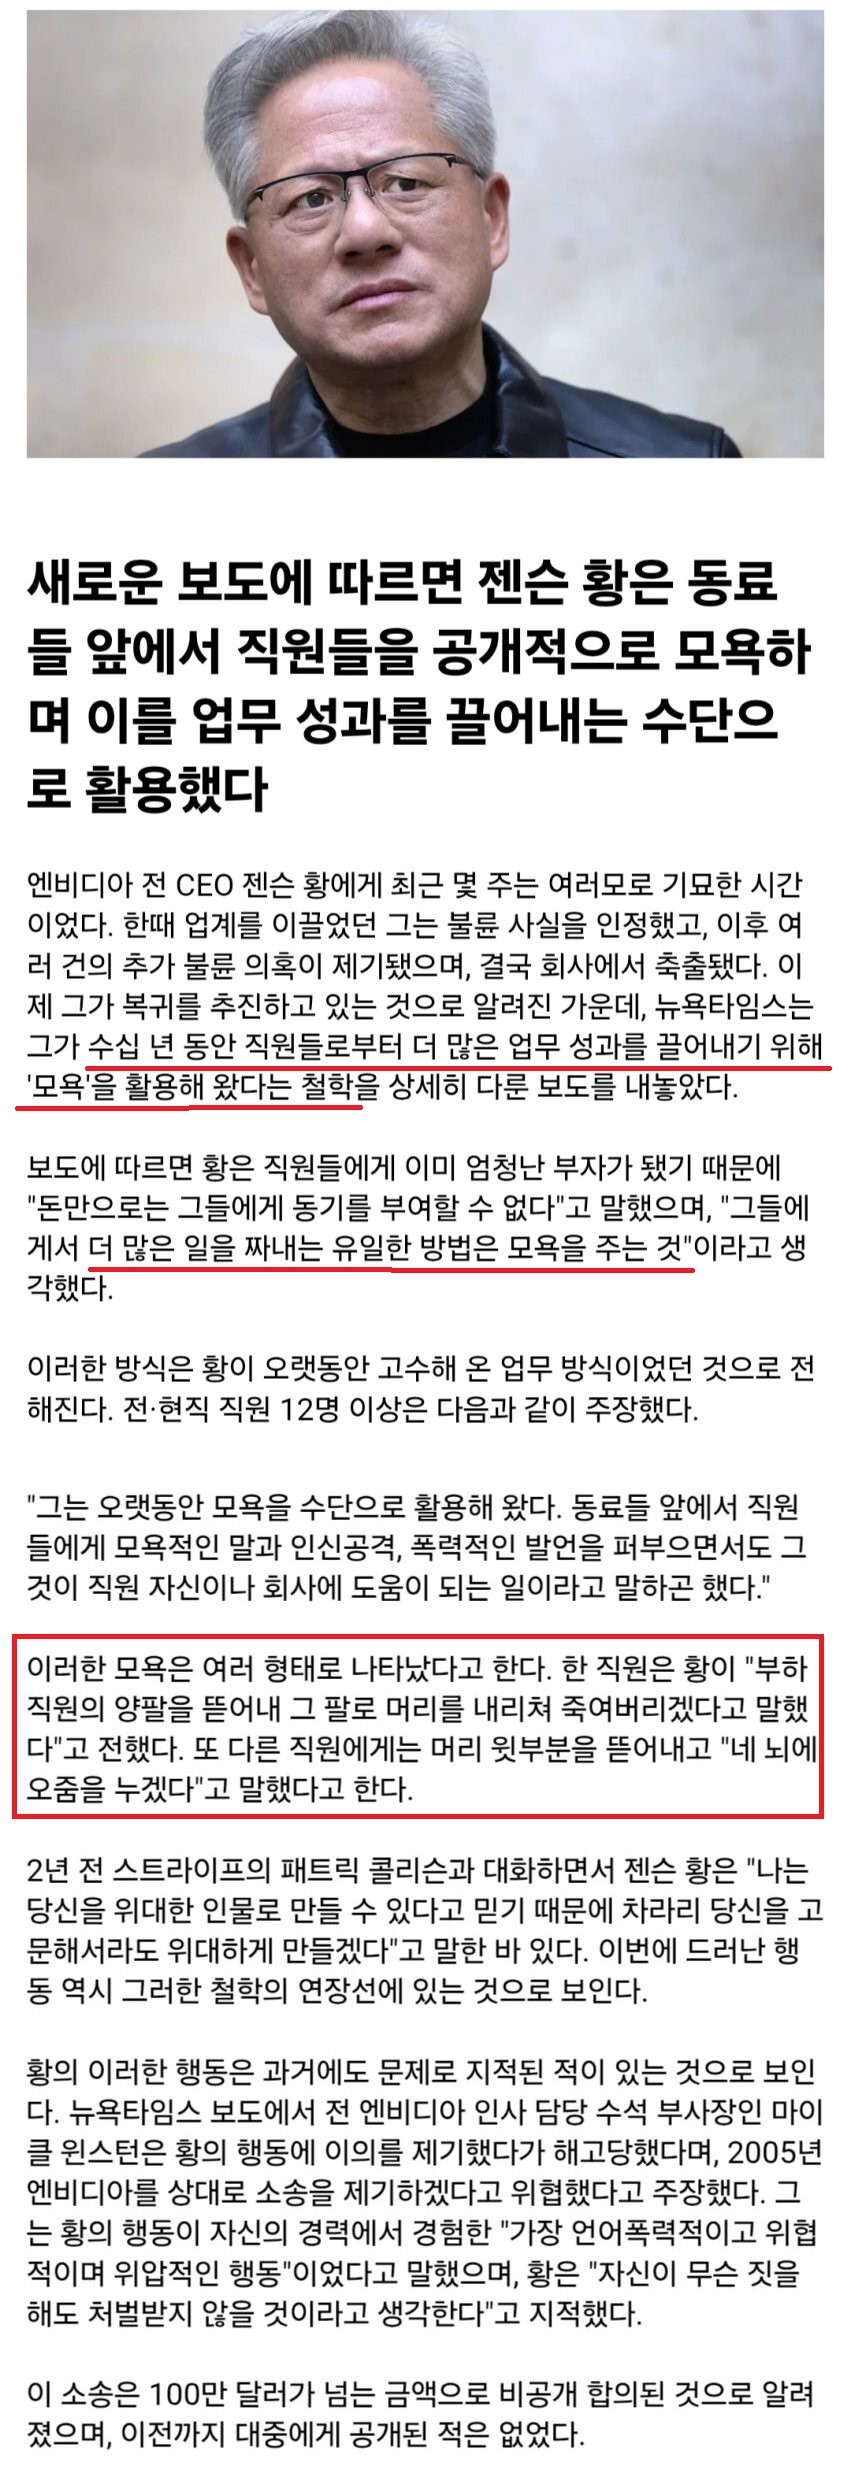 새로운 보도에 따르면 젠슨 황은 동료
들 앞에서 직원들을 공개적으로 모욕하
며 이를 업무 성과를 끌어내는 수단으
로 활용했다
엔비디아 전 CEO 젠슨 황에게 최근 몇 주는 여러모로 기묘한 시간
이었다. 한때 업계를 이끌었던 그는 불륜 사실을 인정했고, 이후 여
러 건의 추가 불륜 의혹이 제기됐으며, 결국 회사에서 축출됐다. 이
제 그가 복귀를 추진하고 있는 것으로 알려진 가운데, 뉴욕타임스는
그가 수십 년 동안 직원들로부터 더 많은 업무 성과를 끌어내기 위해
'모욕'을 활용해 왔다는 철학을 상세히 다룬 보도를 내놓았다.
보도에 따르면 황은 직원들에게 이미 엄청난 부자가 됐기 때문에
"돈만으로는 그들에게 동기를 부여할 수 없다"고 말했으며, "그들에
게서 더 많은 일을 짜내는 유일한 방법은 모욕을 주는 것"이라고 생
각했다.
이러한 방식은 황이 오랫동안 고수해 온 업무 방식이었던 것으로 전
해진다. 전·현직 직원 12명 이상은 다음과 같이 주장했다.
"그는 오랫동안 모욕을 수단으로 활용해 왔다. 동료들 앞에서 직원
들에게 모욕적인 말과 인신공격, 폭력적인 발언을 퍼부으면서도 그
것이 직원 자신이나 회사에 도움이 되는 일이라고 말하곤 했다."
이러한 모욕은 여러 형태로 나타났다고 한다. 한 직원은 황이 "부하
직원의 양팔을 뜯어내 그 팔로 머리를 내리쳐 죽여버리겠다고 말했
다"고 전했다. 또 다른 직원에게는 머리 윗부분을 뜯어내고 "네 뇌에
오줌을 누겠다"고 말했다고 한다.
2년 전 스트라이프의 패트릭 콜리슨과 대화하면서 젠슨 황은 "나는
당신을 위대한 인물로 만들 수 있다고 믿기 때문에 차라리 당신을 고
문해서라도 위대하게 만들겠다"고 말한 바 있다. 이번에 드러난 행
동 역시 그러한 철학의 연장선에 있는 것으로 보인다.
황의 이러한 행동은 과거에도 문제로 지적된 적이 있는 것으로 보인
다. 뉴욕타임스 보도에서 전 엔비디아 인사 담당 수석 부사장인 마이
클 윈스턴은 황의 행동에 이의를 제기했다가 해고당했다며, 2005년
엔비디아를 상대로 소송을 제기하겠다고 위협했다고 주장했다. 그
는 황의 행동이 자신의 경력에서 경험한 "가장 언어폭력적이고 위협
적이며 위압적인 행동"이었다고 말했으며, 황은 "자신이 무슨 짓을
해도 처벌받지 않을 것이라고 생각한다"고 지적했다.
이 소송은 100만 달러가 넘는 금액으로 비공개 합의된 것으로 알려
졌으며, 이전까지 대중에게 공개된 적은 없었다.